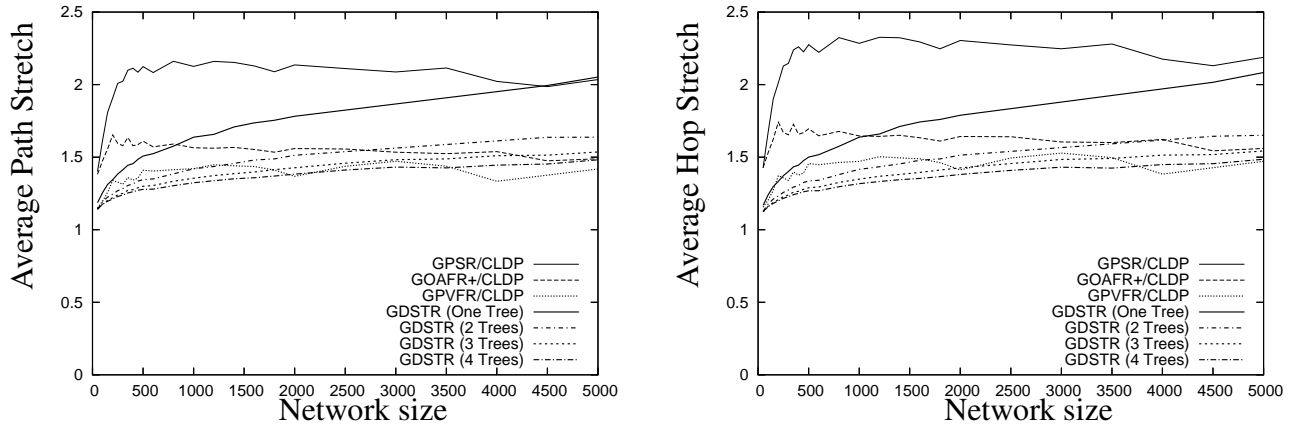 2.5
2
1.5
1
0.5
0
Average Path Stretch
GPSR/CLDP
GOAFR+/CLDP
GPVFR/CLDP
GDSTR (One Tree)
GDSTR (2 Trees)
GDSTR (3 Trees)
GDSTR (4 Trees)
0 500 1000 1500 2000 2500 3000 3500 4000 4500 5000
Network size
2.5
2
1.5
1
0.5
0
Average Hop Stretch
GPSR/CLDP
GOAFR+/CLDP
GPVFR/CLDP
GDSTR (One Tree)
GDSTR (2 Trees)
GDSTR (3 Trees)
GDSTR (4 Trees)
0 500 1000 1500 2000 2500 3000 3500 4000 4500 5000
Network size